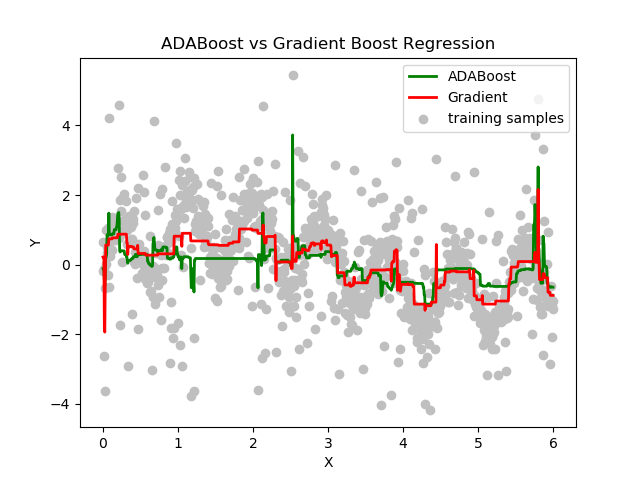 ADABoost vs Gradient Boost Regression
ADABoost
Gradient
training samples
Y
4
2
0
−2
−4
0 1 2 3 4 5 6
X